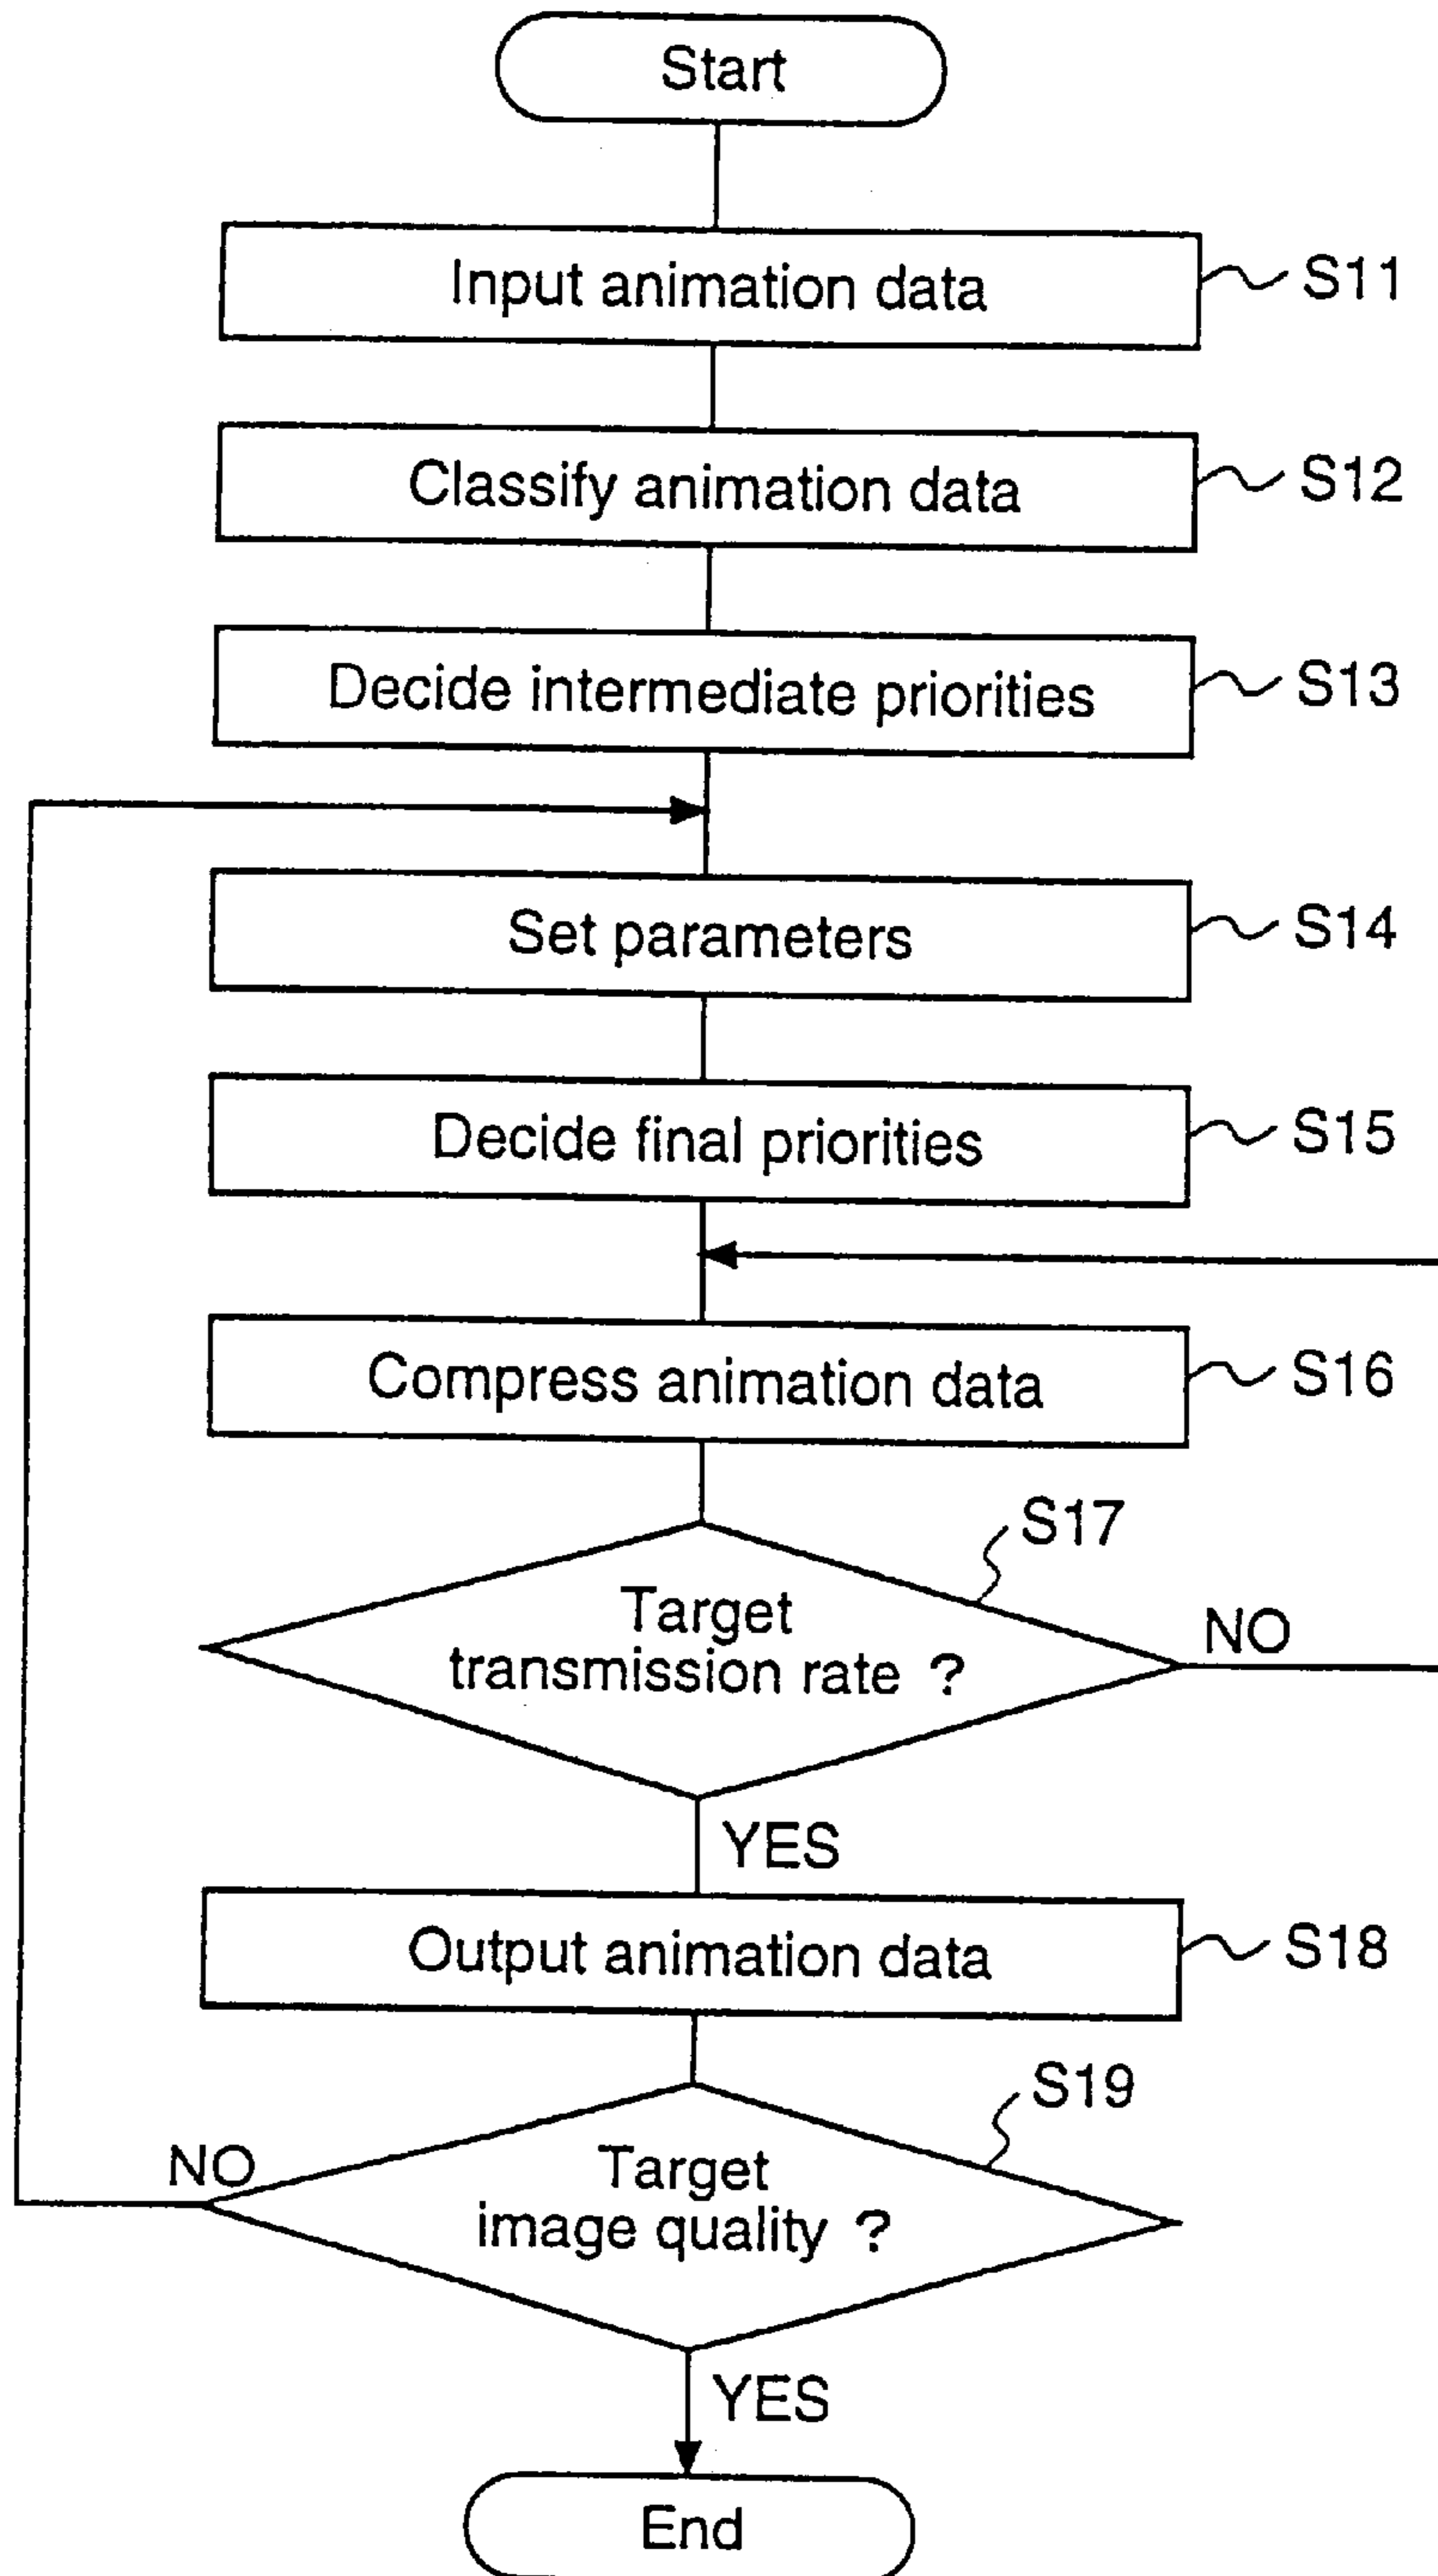 Start
Input animation data
S11
Classify animation data
S12
Decide intermediate priorities
S13
Set parameters
S14
Decide final priorities
S15
Compress animation data
S16
S17
Target
transmission rate ?
NO
YES
Output animation data
S18
S19
NO
Target
image quality ?
YES
End